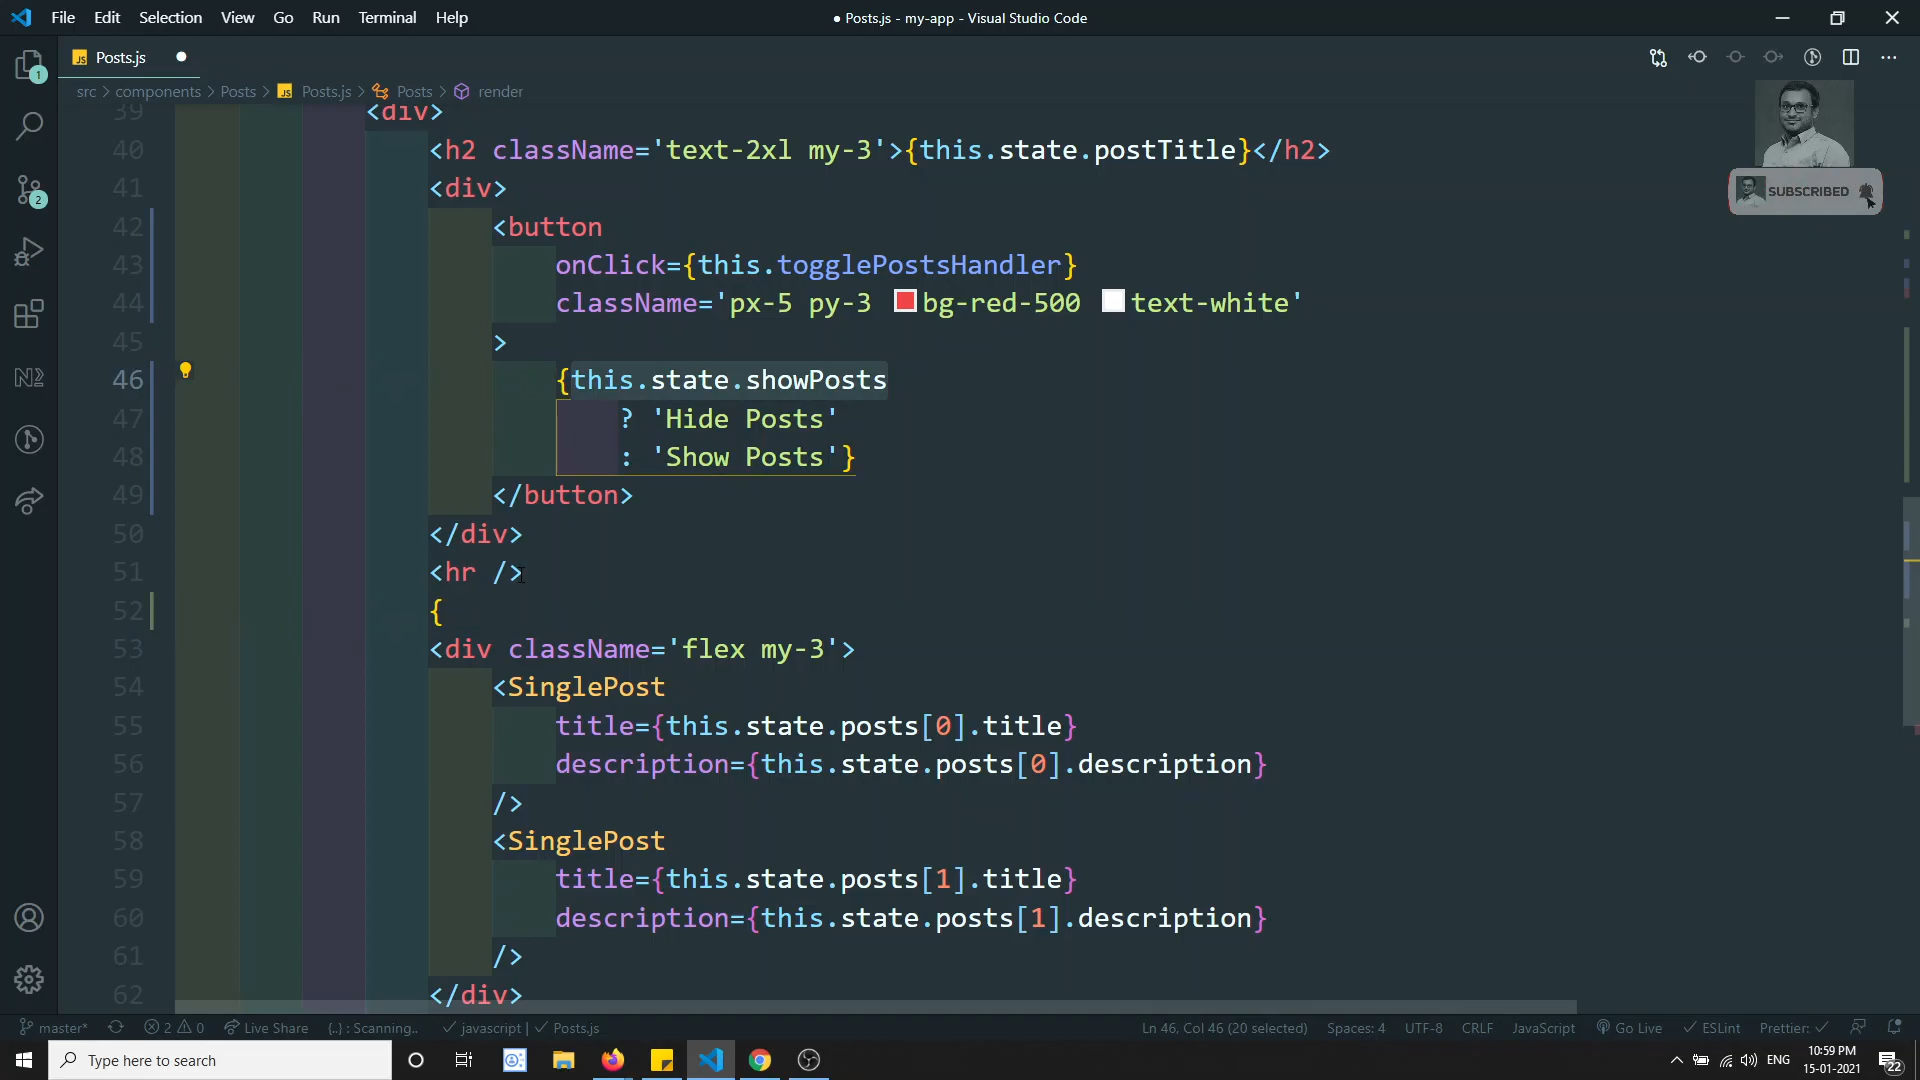 File Edit Selection View Go Run Terminal Help
● Posts.js - my-app - Visual Studio Code
JS Posts.js
src > components > Posts > JS Posts.js > Posts > render
39 <div>
40 <h2 className='text-2xl my-3'>{this.state.postTitle}</h2>
41 <div>
42 <button
43 onClick={this.togglePostsHandler}
44 className='px-5 py-3 bg-red-500 text-white'
45 >
46 {this.state.showPosts
47 ? 'Hide Posts'
48 : 'Show Posts'}
49 </button>
50 </div>
51 <hr />
52 {
53 <div className='flex my-3'>
54 <SinglePost
55 title={this.state.posts[0].title}
56 description={this.state.posts[0].description}
57 />
58 <SinglePost
59 title={this.state.posts[1].title}
60 description={this.state.posts[1].description}
61 />
62 </div>
SUBSCRIBED
1
2
master* 2 0 Live Share {..} : Scanning.. javascript | Posts.js
Ln 46, Col 46 (20 selected) Spaces: 4 UTF-8 CRLF JavaScript Go Live ESLint Prettier: ✓
Type here to search
ENG
10:59 PM
15-01-2021
22